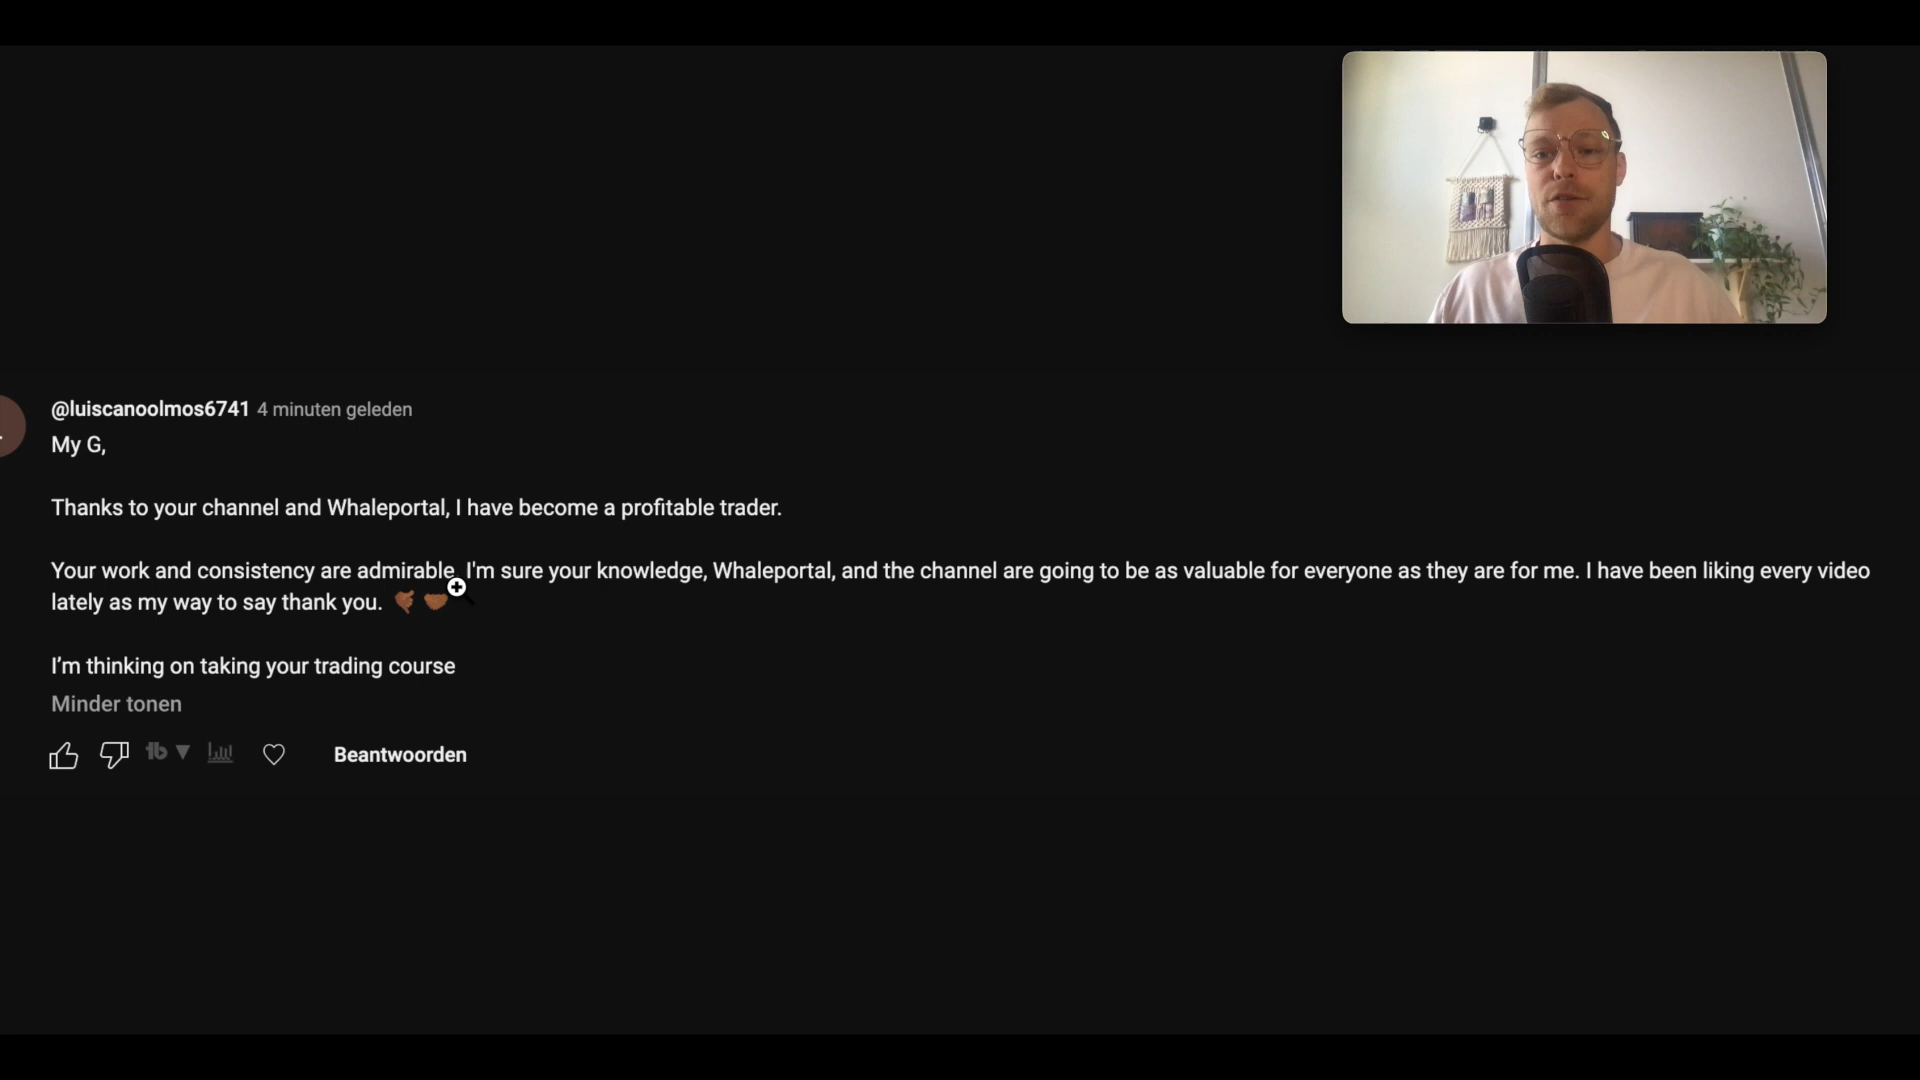 @luiscanoolmos6741 4 minuten geleden
My G,
Thanks to your channel and Whaleportal, I have become a profitable trader.
Your work and consistency are admirable. I'm sure your knowledge, Whaleportal, and the channel are going to be as valuable for everyone as they are for me. I have been liking every video
lately as my way to say thank you.
I'm thinking on taking your trading course
Minder tonen
Beantwoorden